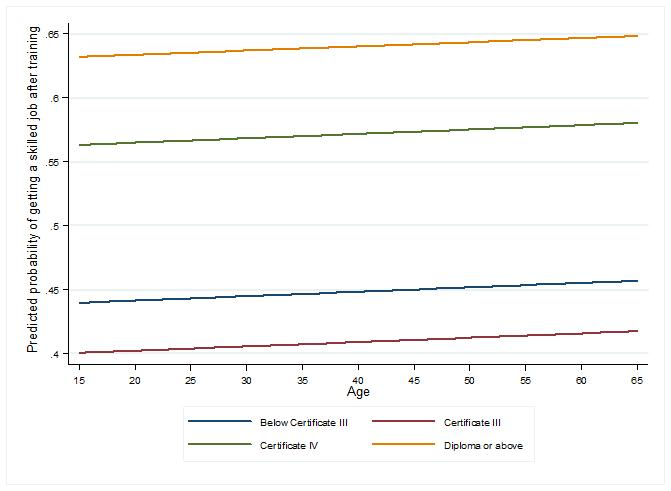 Predicted probability of getting a skilled job after training
.65
.6
.55
.5
.45
.4
15 20 25 30 35 40 45 50 55 60 65
Age
Below Certificate III Certificate III
Certificate IV Diploma or above